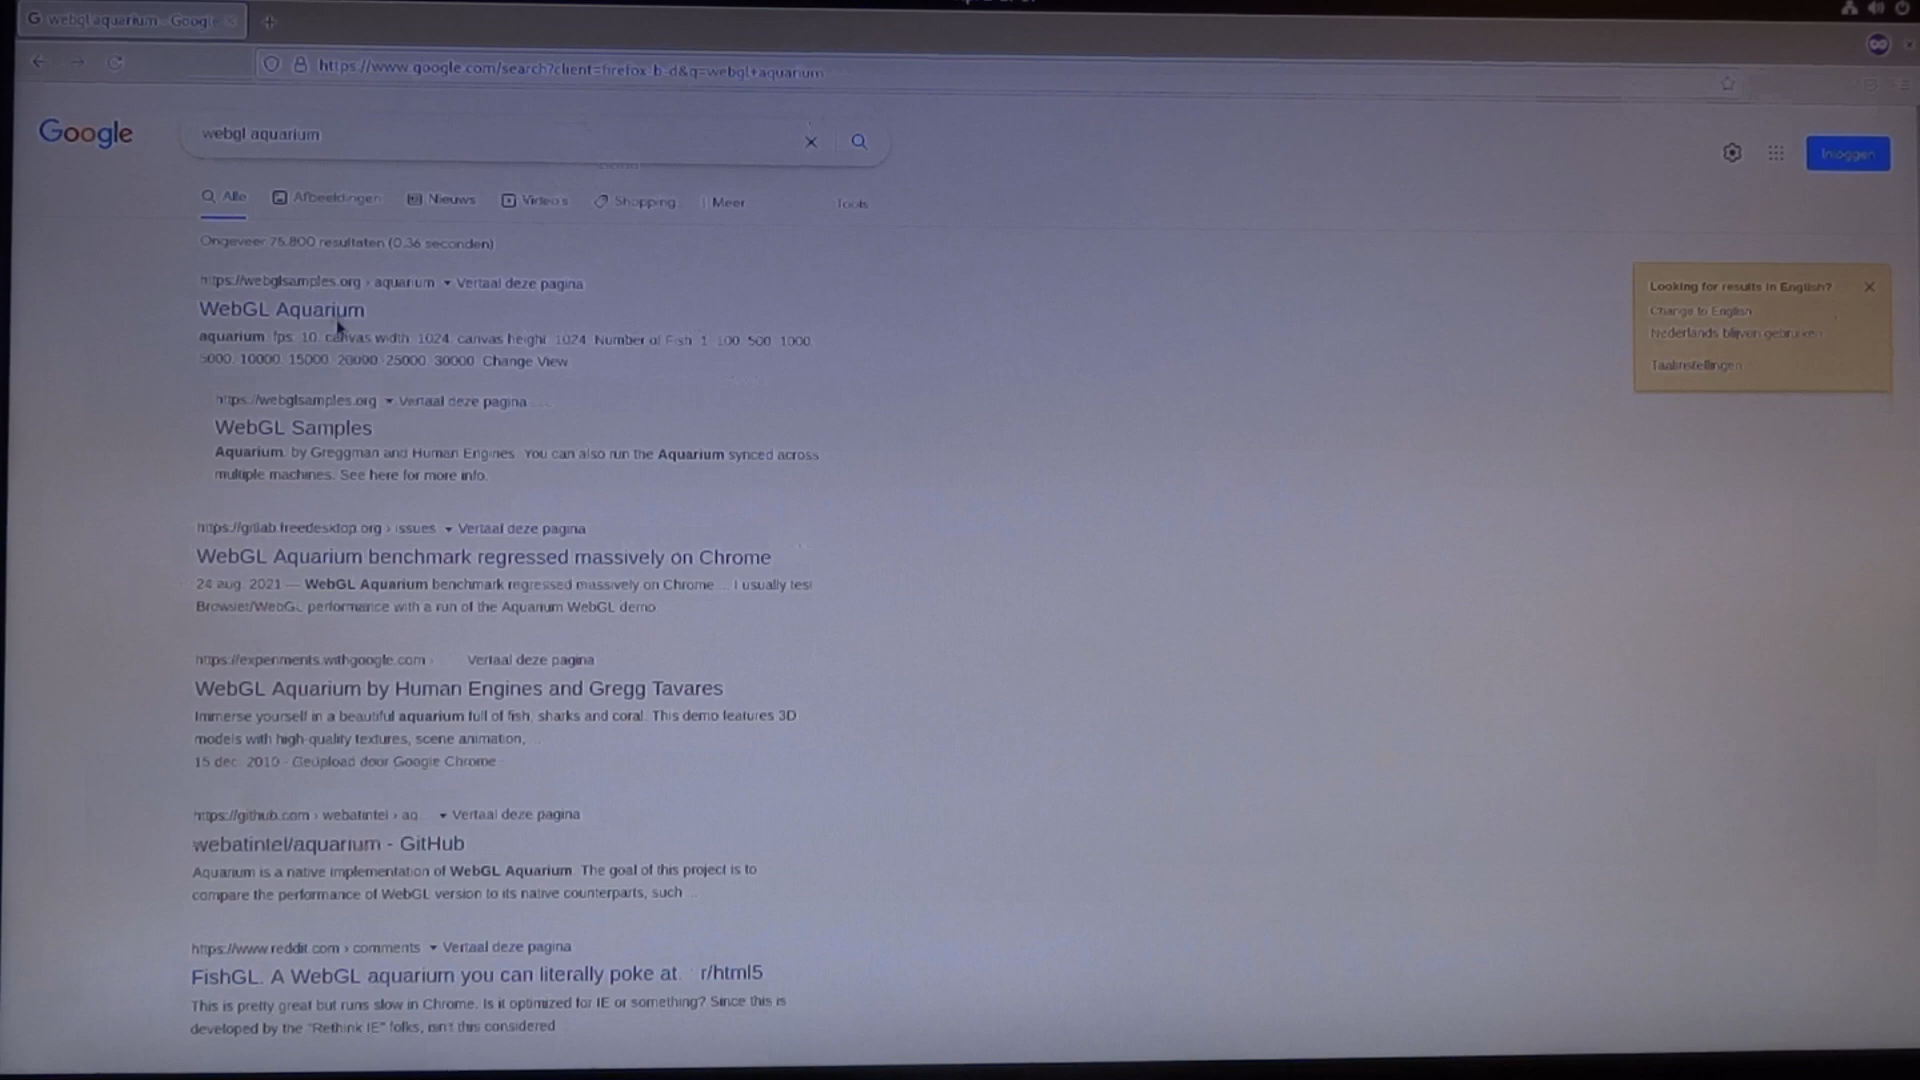 webgl aquarium - Google
https://www.google.com/search?client=firefox-b-d&q=webgl+aquarium
Google
webgl aquarium
Inloggen
Alle
Afbeeldingen
Nieuws
Video's
Shopping
Meer
Tools
Ongeveer 75.800 resultaten (0,36 seconden)
https://webglsamples.org › aquarium Vertaal deze pagina
WebGL Aquarium
aquarium. fps. 10. canvas width. 1024. canvas height. 1024. Number of Fish. 1. 100. 500. 1000.
5000. 10000. 15000. 20000. 25000. 30000. Change View
https://webglsamples.org Vertaal deze pagina
WebGL Samples
Aquarium. by Greggman and Human Engines. You can also run the Aquarium synced across
multiple machines. See here for more info.
https://gitlab.freedesktop.org › issues Vertaal deze pagina
WebGL Aquarium benchmark regressed massively on Chrome
24 aug. 2021 — WebGL Aquarium benchmark regressed massively on Chrome ... I usually test
Browser/WebGL performance with a run of the Aquarium WebGL demo
https://experiments.withgoogle.com › Vertaal deze pagina
WebGL Aquarium by Human Engines and Gregg Tavares
Immerse yourself in a beautiful aquarium full of fish, sharks and coral. This demo features 3D
models with high-quality textures, scene animation, ...
15 dec. 2010 · Geüpload door Google Chrome
https://github.com › webatintel › aq... Vertaal deze pagina
webatintel/aquarium - GitHub
Aquarium is a native implementation of WebGL Aquarium. The goal of this project is to
compare the performance of WebGL version to its native counterparts, such ...
https://www.reddit.com › comments Vertaal deze pagina
FishGL. A WebGL aquarium you can literally poke at. : r/html5
This is pretty great but runs slow in Chrome. Is it optimized for IE or something? Since this is
developed by the "Rethink IE" folks, isn't this considered
Looking for results in English?
Change to English
Nederlands blijven gebruiken
Taalinstellingen